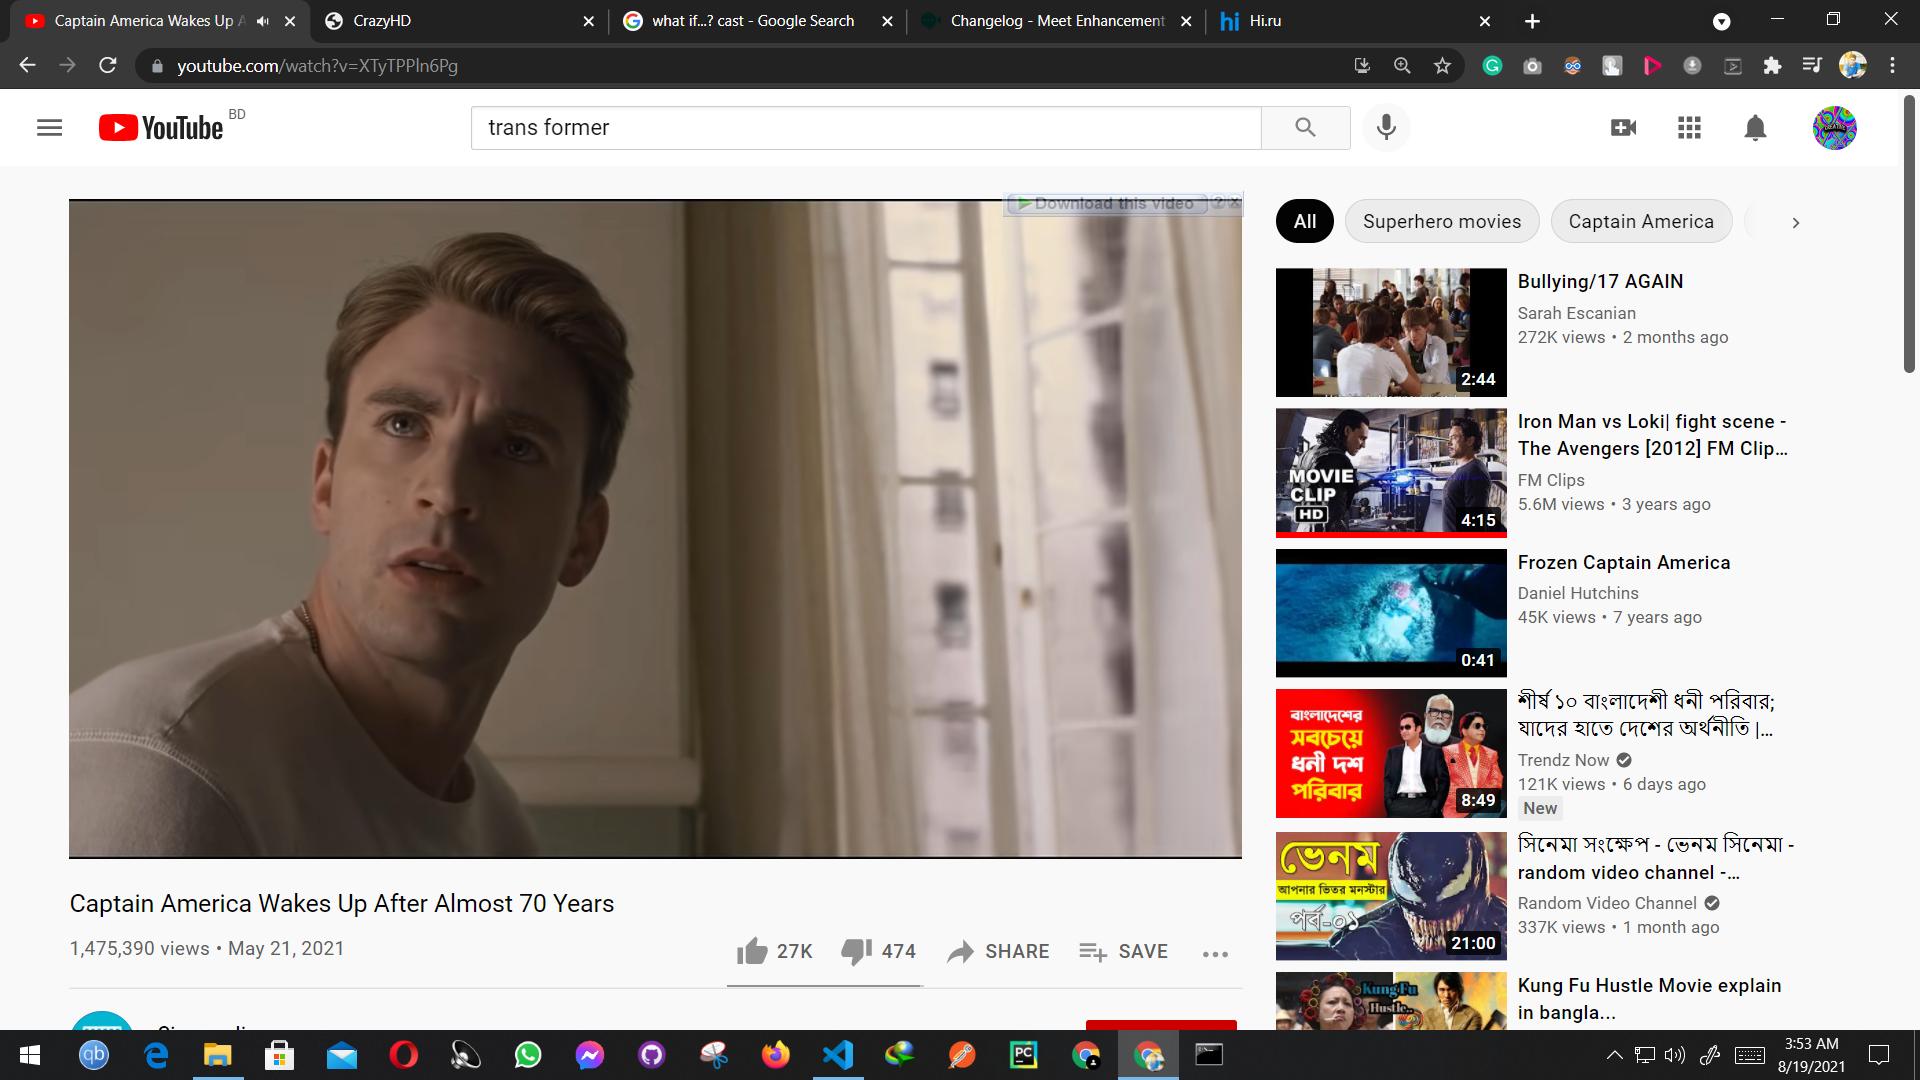 Captain America Wakes Up A
CrazyHD
what if...? cast - Google Search
Changelog - Meet Enhancement
hi Hi.ru
youtube.com/watch?v=XTyTPPln6Pg
YouTube BD
trans former
Download this video ? x
All
Superhero movies
Captain America
Bullying/17 AGAIN
Sarah Escanian
272K views • 2 months ago
2:44
Iron Man vs Loki| fight scene -
The Avengers [2012] FM Clip...
FM Clips
5.6M views • 3 years ago
MOVIE
CLIP
HD
4:15
Frozen Captain America
Daniel Hutchins
45K views • 7 years ago
0:41
শীর্ষ ১০ বাংলাদেশী ধনী পরিবার;
যাদের হাতে দেশের অর্থনীতি |...
Trendz Now
121K views • 6 days ago
New
বাংলাদেশের
সবচেয়ে
ধনী দশ
পরিবার
8:49
সিনেমা সংক্ষেপ - ভেনম সিনেমা -
random video channel -...
Random Video Channel
337K views • 1 month ago
ভেনম
আপনার ভিতর মনস্টার
পর্ব-০১
21:00
Kung Fu Hustle Movie explain
in bangla...
Kung Fu
Hustle..
Captain America Wakes Up After Almost 70 Years
1,475,390 views • May 21, 2021
27K
474
SHARE
SAVE
qb
PC
3:53 AM
8/19/2021